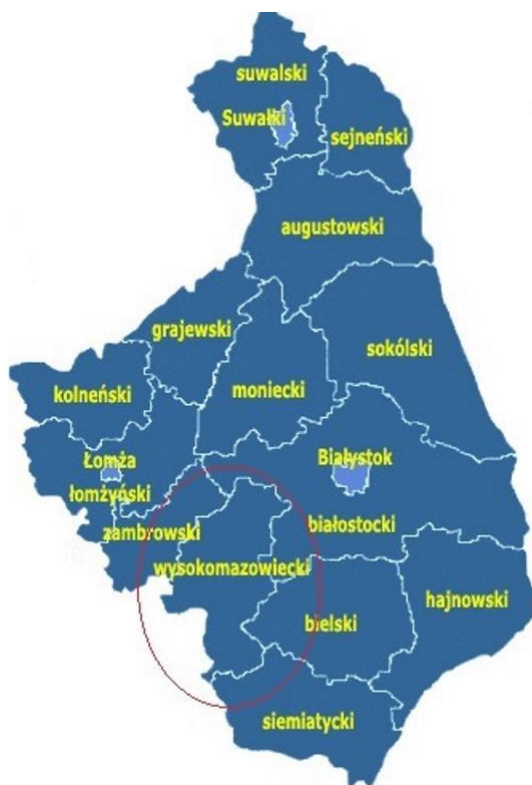 suwalski
Suwałki
sejneński
augustowski
grajewski
sokólski
kolneński
moniecki
Łomża
Białystok
łomżyński
białostocki
zambrowski
wysokomazowiecki
hajnowski
bielski
siemiatycki